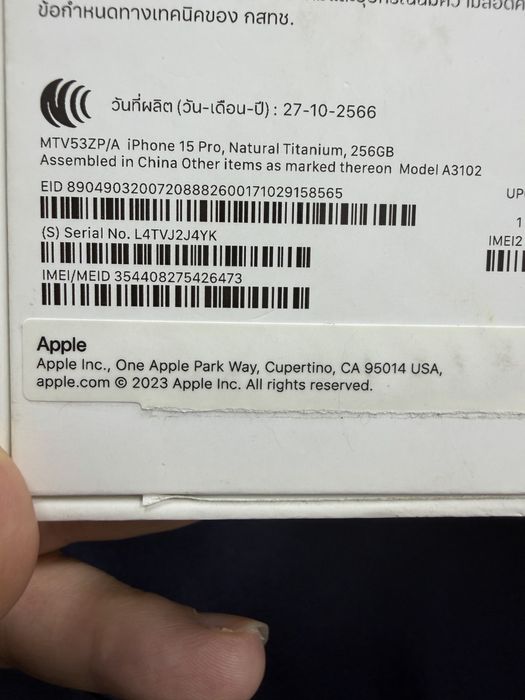 ข้อกำหนดทางเทคนิคของ กสทช.
วันที่ผลิต (วัน-เดือน-ปี) : 27-10-2566
MTV53ZP/A iPhone 15 Pro, Natural Titanium, 256GB
Assembled in China Other items as marked thereon Model A3102
EID 89049032007208882600171029158565
(S) Serial No. L4TVJ2J4YK
IMEI/MEID 354408275426473
1
IMEI2
Apple
Apple Inc., One Apple Park Way, Cupertino, CA 95014 USA,
apple.com © 2023 Apple Inc. All rights reserved.